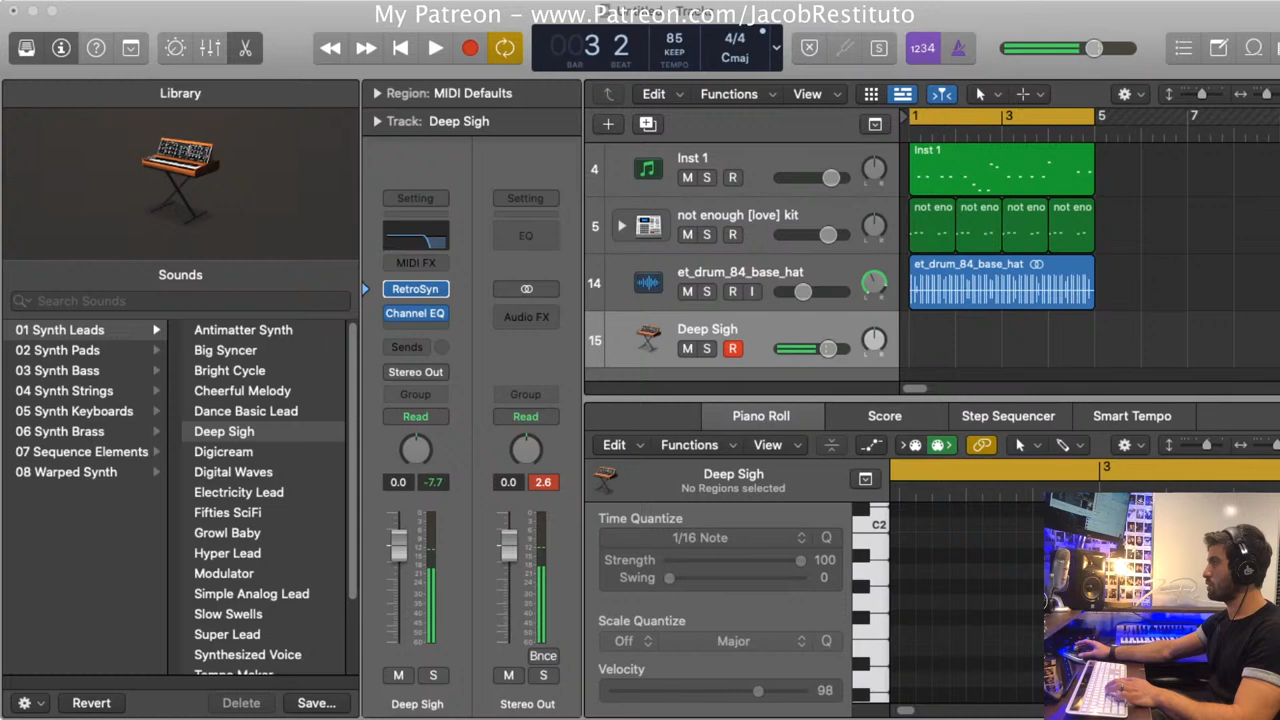 My Patreon - www.Patreon.com/JacobRestituto
3 2
BAR BEAT
85
KEEP
TEMPO
4/4
Cmaj
1234
Library
Region: MIDI Defaults
Track: Deep Sigh
Edit Functions View
1 3 5 7
Setting Setting
EQ
MIDI FX
RetroSyn
Channel EQ
Audio FX
Sends
Stereo Out
Group Group
Read Read
0.0 -7.7 0.0 2.6
Bnce
M S M S
Deep Sigh Stereo Out
Sounds
Search Sounds
01 Synth Leads
02 Synth Pads
03 Synth Bass
04 Synth Strings
05 Synth Keyboards
06 Synth Brass
07 Sequence Elements
08 Warped Synth
Antimatter Synth
Big Syncer
Bright Cycle
Cheerful Melody
Dance Basic Lead
Deep Sigh
Digicream
Digital Waves
Electricity Lead
Fifties SciFi
Growl Baby
Hyper Lead
Modulator
Simple Analog Lead
Slow Swells
Super Lead
Synthesized Voice
Revert Delete Save...
4 Inst 1
M S R
Inst 1
5 not enough [love] kit
M S R
not eno not eno not eno not eno
14 et_drum_84_base_hat
M S R I
et_drum_84_base_hat
15 Deep Sigh
M S R
Piano Roll Score Step Sequencer Smart Tempo
Edit Functions View
Deep Sigh
No Regions selected
3
C2
Time Quantize
1/16 Note Q
Strength 100
Swing 0
Scale Quantize
Off Major Q
Velocity
98